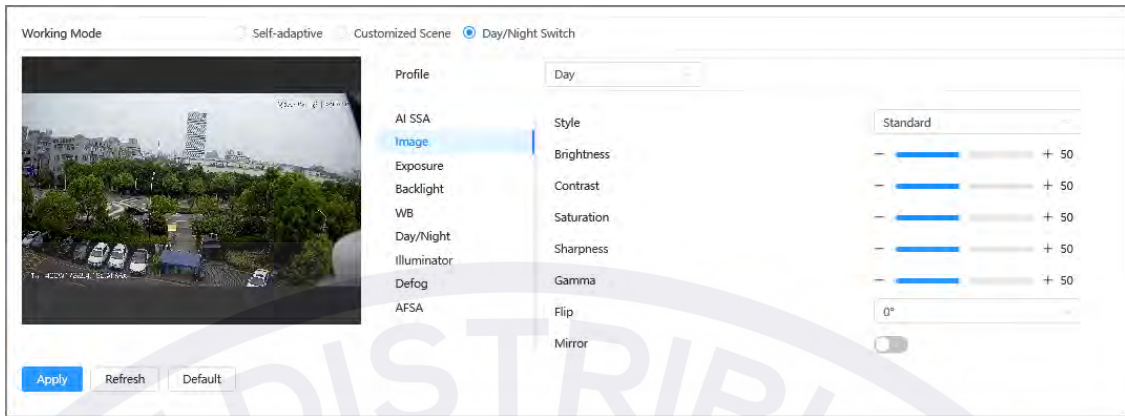 Working Mode Self-adaptive Customized Scene Day/Night Switch
Profile Day
AI SSA
Image
Exposure
Backlight
WB
Day/Night
Illuminator
Defog
AFSA
Style Standard
Brightness - + 50
Contrast - + 50
Saturation - + 50
Sharpness - + 50
Gamma - + 50
Flip 0°
Mirror
Apply Refresh Default
DISTRIB